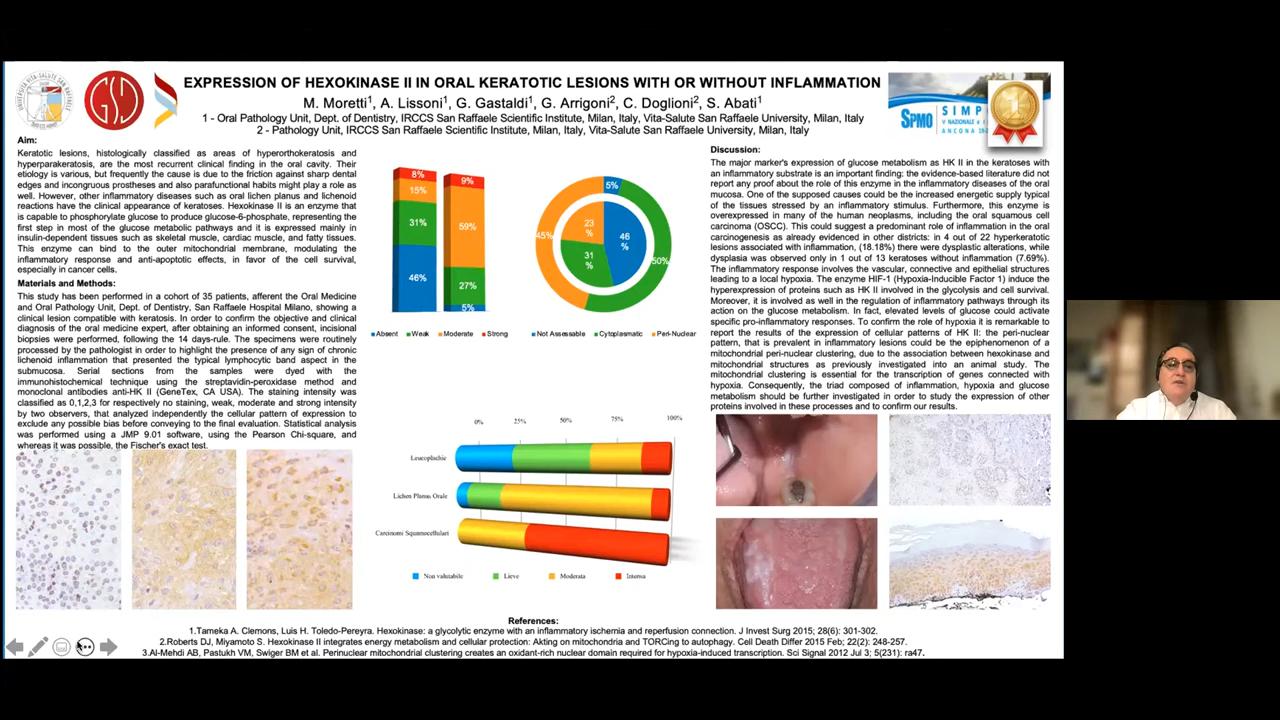 EXPRESSION OF HEXOKINASE II IN ORAL KERATOTIC LESIONS WITH OR WITHOUT INFLAMMATION
M. Moretti1, A. Lissoni1, G. Gastaldi1, G. Arrigoni2, C. Doglioni2, S. Abati1
1 - Oral Pathology Unit, Dept. of Dentistry, IRCCS San Raffaele Scientific Institute, Milan, Italy, Vita-Salute San Raffaele University, Milan, Italy
2 - Pathology Unit, IRCCS San Raffaele Scientific Institute, Milan, Italy, Vita-Salute San Raffaele University, Milan, Italy
SPMO
SIMP
V NAZIONALE e I
ANCONA 19-2
1
Aim:
Keratotic lesions, histologically classified as areas of hyperorthokeratosis and
hyperparakeratosis, are the most recurrent clinical finding in the oral cavity. Their
etiology is various, but frequently the cause is due to the friction against sharp dental
edges and incongruous prostheses and also parafunctional habits might play a role as
well. However, other inflammatory diseases such as oral lichen planus and lichenoid
reactions have the clinical appearance of keratoses. Hexokinase II is an enzyme that
is capable to phosphorylate glucose to produce glucose-6-phosphate, representing the
first step in most of the glucose metabolic pathways and it is expressed mainly in
insulin-dependent tissues such as skeletal muscle, cardiac muscle, and fatty tissues.
This enzyme can bind to the outer mitochondrial membrane, modulating the
inflammatory response and anti-apoptotic effects, in favor of the cell survival,
especially in cancer cells.
Materials and Methods:
This study has been performed in a cohort of 35 patients, afferent the Oral Medicine
and Oral Pathology Unit, Dept. of Dentistry, San Raffaele Hospital Milano, showing a
clinical lesion compatible with keratosis. In order to confirm the objective and clinical
diagnosis of the oral medicine expert, after obtaining an informed consent, incisional
biopsies were performed, following the 14 days-rule. The specimens were routinely
processed by the pathologist in order to highlight the presence of any sign of chronic
lichenoid inflammation that presented the typical lymphocytic band aspect in the
submucosa. Serial sections from the samples were dyed with the
immunohistochemical technique using the streptavidin-peroxidase method and
monoclonal antibodies anti-HK II (GeneTex, CA USA). The staining intensity was
classified as 0,1,2,3 for respectively no staining, weak, moderate and strong intensity
by two observers, that analyzed independently the cellular pattern of expression to
exclude any possible bias before conveying to the final evaluation. Statistical analysis
was performed using a JMP 9.01 software, using the Pearson Chi-square, and
whereas it was possible, the Fischer's exact test.
8% 9%
15% 59%
31% 27%
46% 5%
Absent Weak Moderate Strong
5%
23 %
46 %
45%
31 %
50%
Not Assessable Cytoplasmatic Peri-Nuclear
0% 25% 50% 75% 100%
Leucoplachie
Lichen Planus Orale
Carcinomi Squamocellulari
Non valutabile Lieve Moderata Intensa
Discussion:
The major marker's expression of glucose metabolism as HK II in the keratoses with
an inflammatory substrate is an important finding: the evidence-based literature did not
report any proof about the role of this enzyme in the inflammatory diseases of the oral
mucosa. One of the supposed causes could be the increased energetic supply typical
of the tissues stressed by an inflammatory stimulus. Furthermore, this enzyme is
overexpressed in many of the human neoplasms, including the oral squamous cell
carcinoma (OSCC). This could suggest a predominant role of inflammation in the oral
carcinogenesis as already evidenced in other districts: in 4 out of 22 hyperkeratotic
lesions associated with inflammation, (18.18%) there were dysplastic alterations, while
dysplasia was observed only in 1 out of 13 keratoses without inflammation (7.69%).
The inflammatory response involves the vascular, connective and epithelial structures
leading to a local hypoxia. The enzyme HIF-1 (Hypoxia-Inducible Factor 1) induce the
hyperexpression of proteins such as HK II involved in the glycolysis and cell survival.
Moreover, it is involved as well in the regulation of inflammatory pathways through its
action on the glucose metabolism. In fact, elevated levels of glucose could activate
specific pro-inflammatory responses. To confirm the role of hypoxia it is remarkable to
report the results of the expression of cellular patterns of HK II: the peri-nuclear
pattern, that is prevalent in inflammatory lesions could be the epiphenomenon of a
mitochondrial peri-nuclear clustering, due to the association between hexokinase and
mitochondrial structures as previously investigated into an animal study. The
mitochondrial clustering is essential for the transcription of genes connected with
hypoxia. Consequently, the triad composed of inflammation, hypoxia and glucose
metabolism should be further investigated in order to study the expression of other
proteins involved in these processes and to confirm our results.
References:
1.Tameka A. Clemons, Luis H. Toledo-Pereyra. Hexokinase: a glycolytic enzyme with an inflammatory ischemia and reperfusion connection. J Invest Surg 2015; 28(6): 301-302.
2.Roberts DJ, Miyamoto S. Hexokinase II integrates energy metabolism and cellular protection: Akting on mitochondria and TORCing to autophagy. Cell Death Differ 2015 Feb; 22(2): 248-257.
3.Al-Mehdi AB, Pastukh VM, Swiger BM et al. Perinuclear mitochondrial clustering creates an oxidant-rich nuclear domain required for hypoxia-induced transcription. Sci Signal 2012 Jul 3; 5(231): ra47.